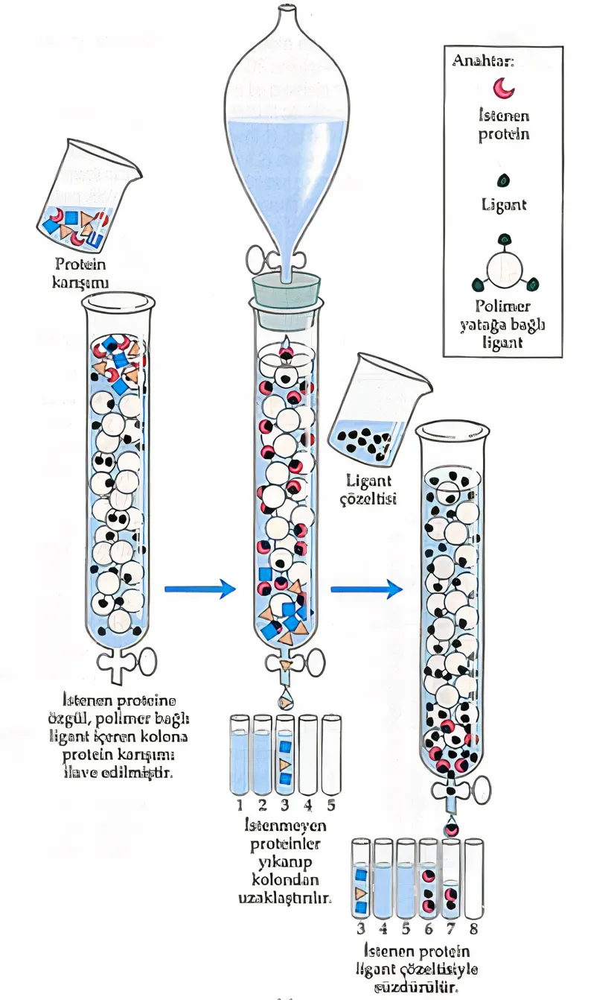 Anahtar:
İstenen
protein
Ligant
Polimer
yatağa bağlı
ligant
Protein
karışımı
Ligant
çözeltisi
İstenen proteine
özgül, polimer bağlı
ligant içeren kolona
protein karışımı
ilave edilmiştir.
1 2 3 4 5
İstenmeyen
proteinler
yıkanıp
kolondan
uzaklaştırılır.
3 4 5 6 7 8
İstenen protein
ligant çözeltisiyle
süzdürülür.